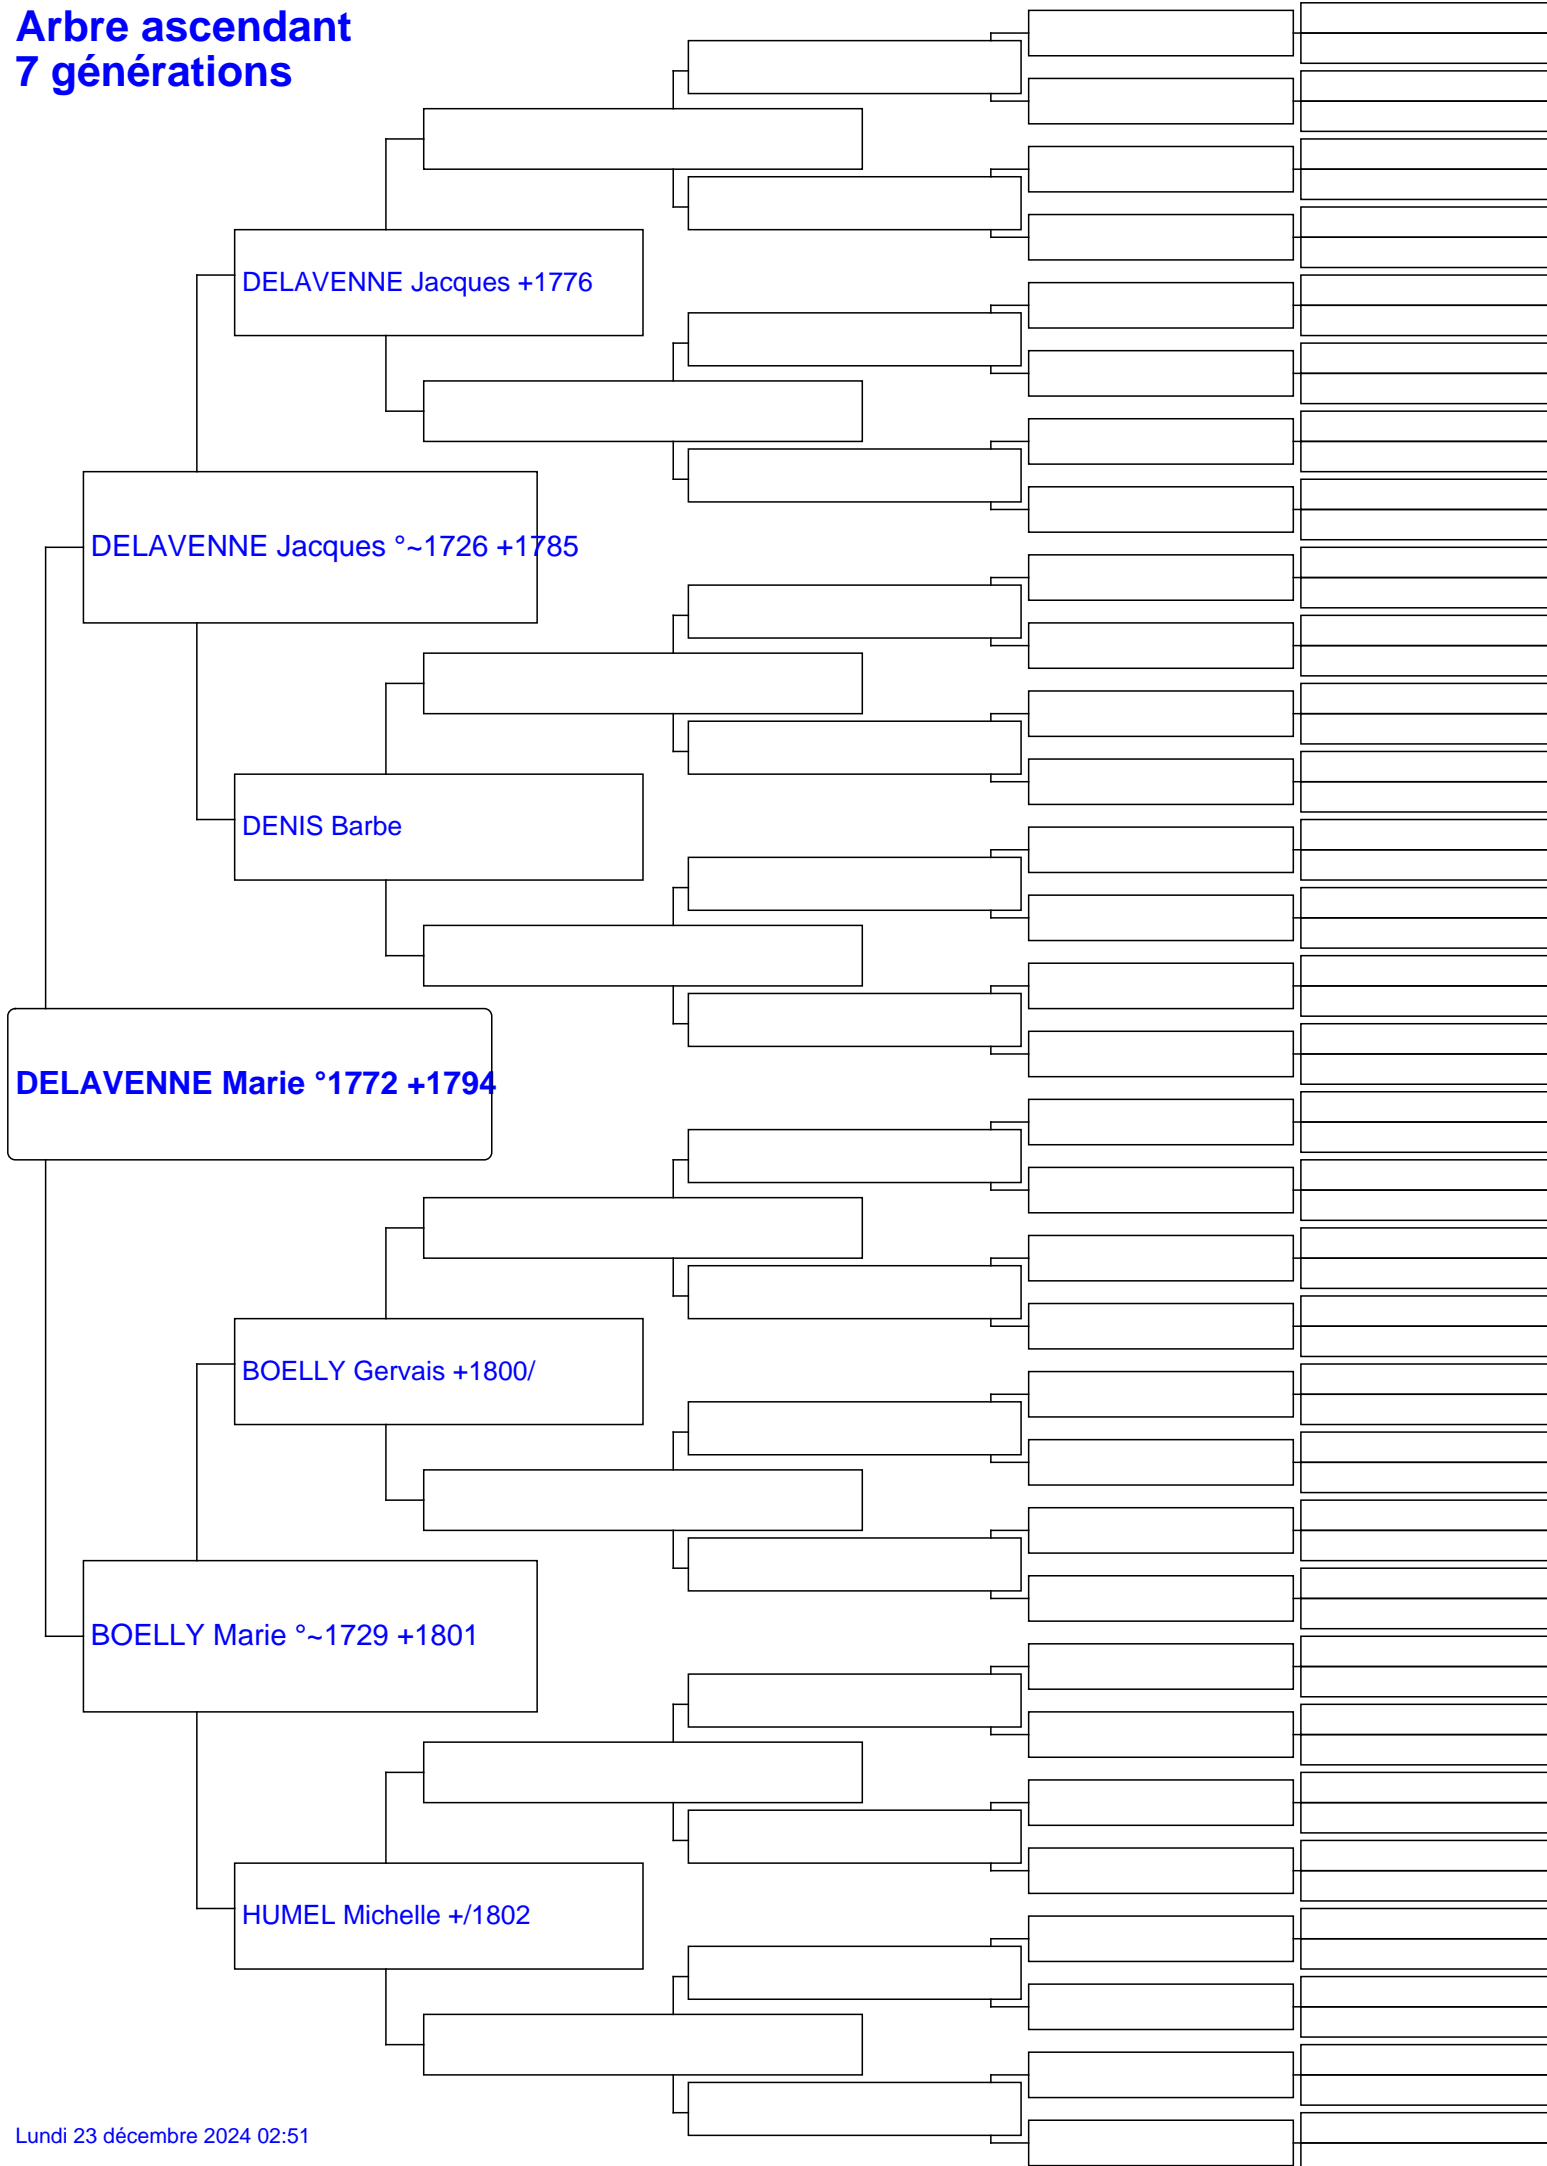 Arbre ascendant
7 générations
DELAVENNE Jacques +1776
DELAVENNE Jacques °~1726 +1785
DENIS Barbe
DELAVENNE Marie °1772 +1794
BOELLY Gervais +1800/
BOELLY Marie °~1729 +1801
HUMEL Michelle +/1802
Lundi 23 décembre 2024 02:51